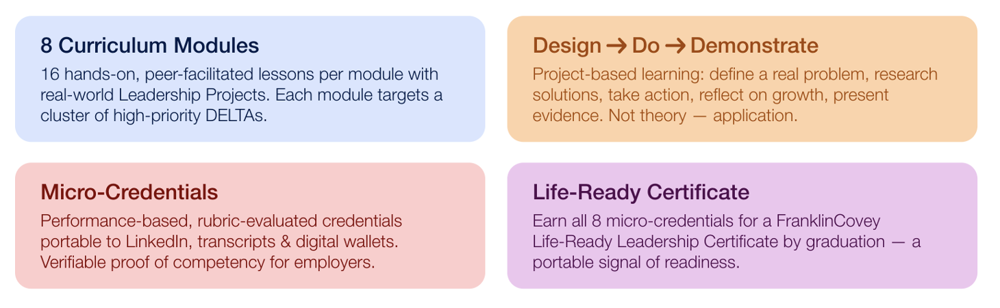 8 Curriculum Modules
16 hands-on, peer-facilitated lessons per module with
real-world Leadership Projects. Each module targets a
cluster of high-priority DELTAs.
Design → Do → Demonstrate
Project-based learning: define a real problem, research
solutions, take action, reflect on growth, present
evidence. Not theory — application.
Micro-Credentials
Performance-based, rubric-evaluated credentials
portable to LinkedIn, transcripts & digital wallets.
Verifiable proof of competency for employers.
Life-Ready Certificate
Earn all 8 micro-credentials for a FranklinCovey
Life-Ready Leadership Certificate by graduation — a
portable signal of readiness.